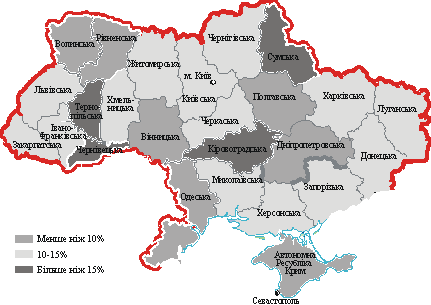 Чернігівська
Волинська
Рівненська
Житомирська
Сумська
м. Київ
Київська
Львівська
Терно-
пільська
Хмель-
ницька
Полтавська
Харківська
Луганська
Черкаська
Івано-
Франківська
Закарпатська
Чернівецька
Вінницька
Кіровоградська
Дніпропетровська
Донецька
Миколаївська
Запорізька
Одеська
Херсонська
Менше ніж 10%
10-15%
Більше ніж 15%
Автономна
Республіка
Крим
Севастополь